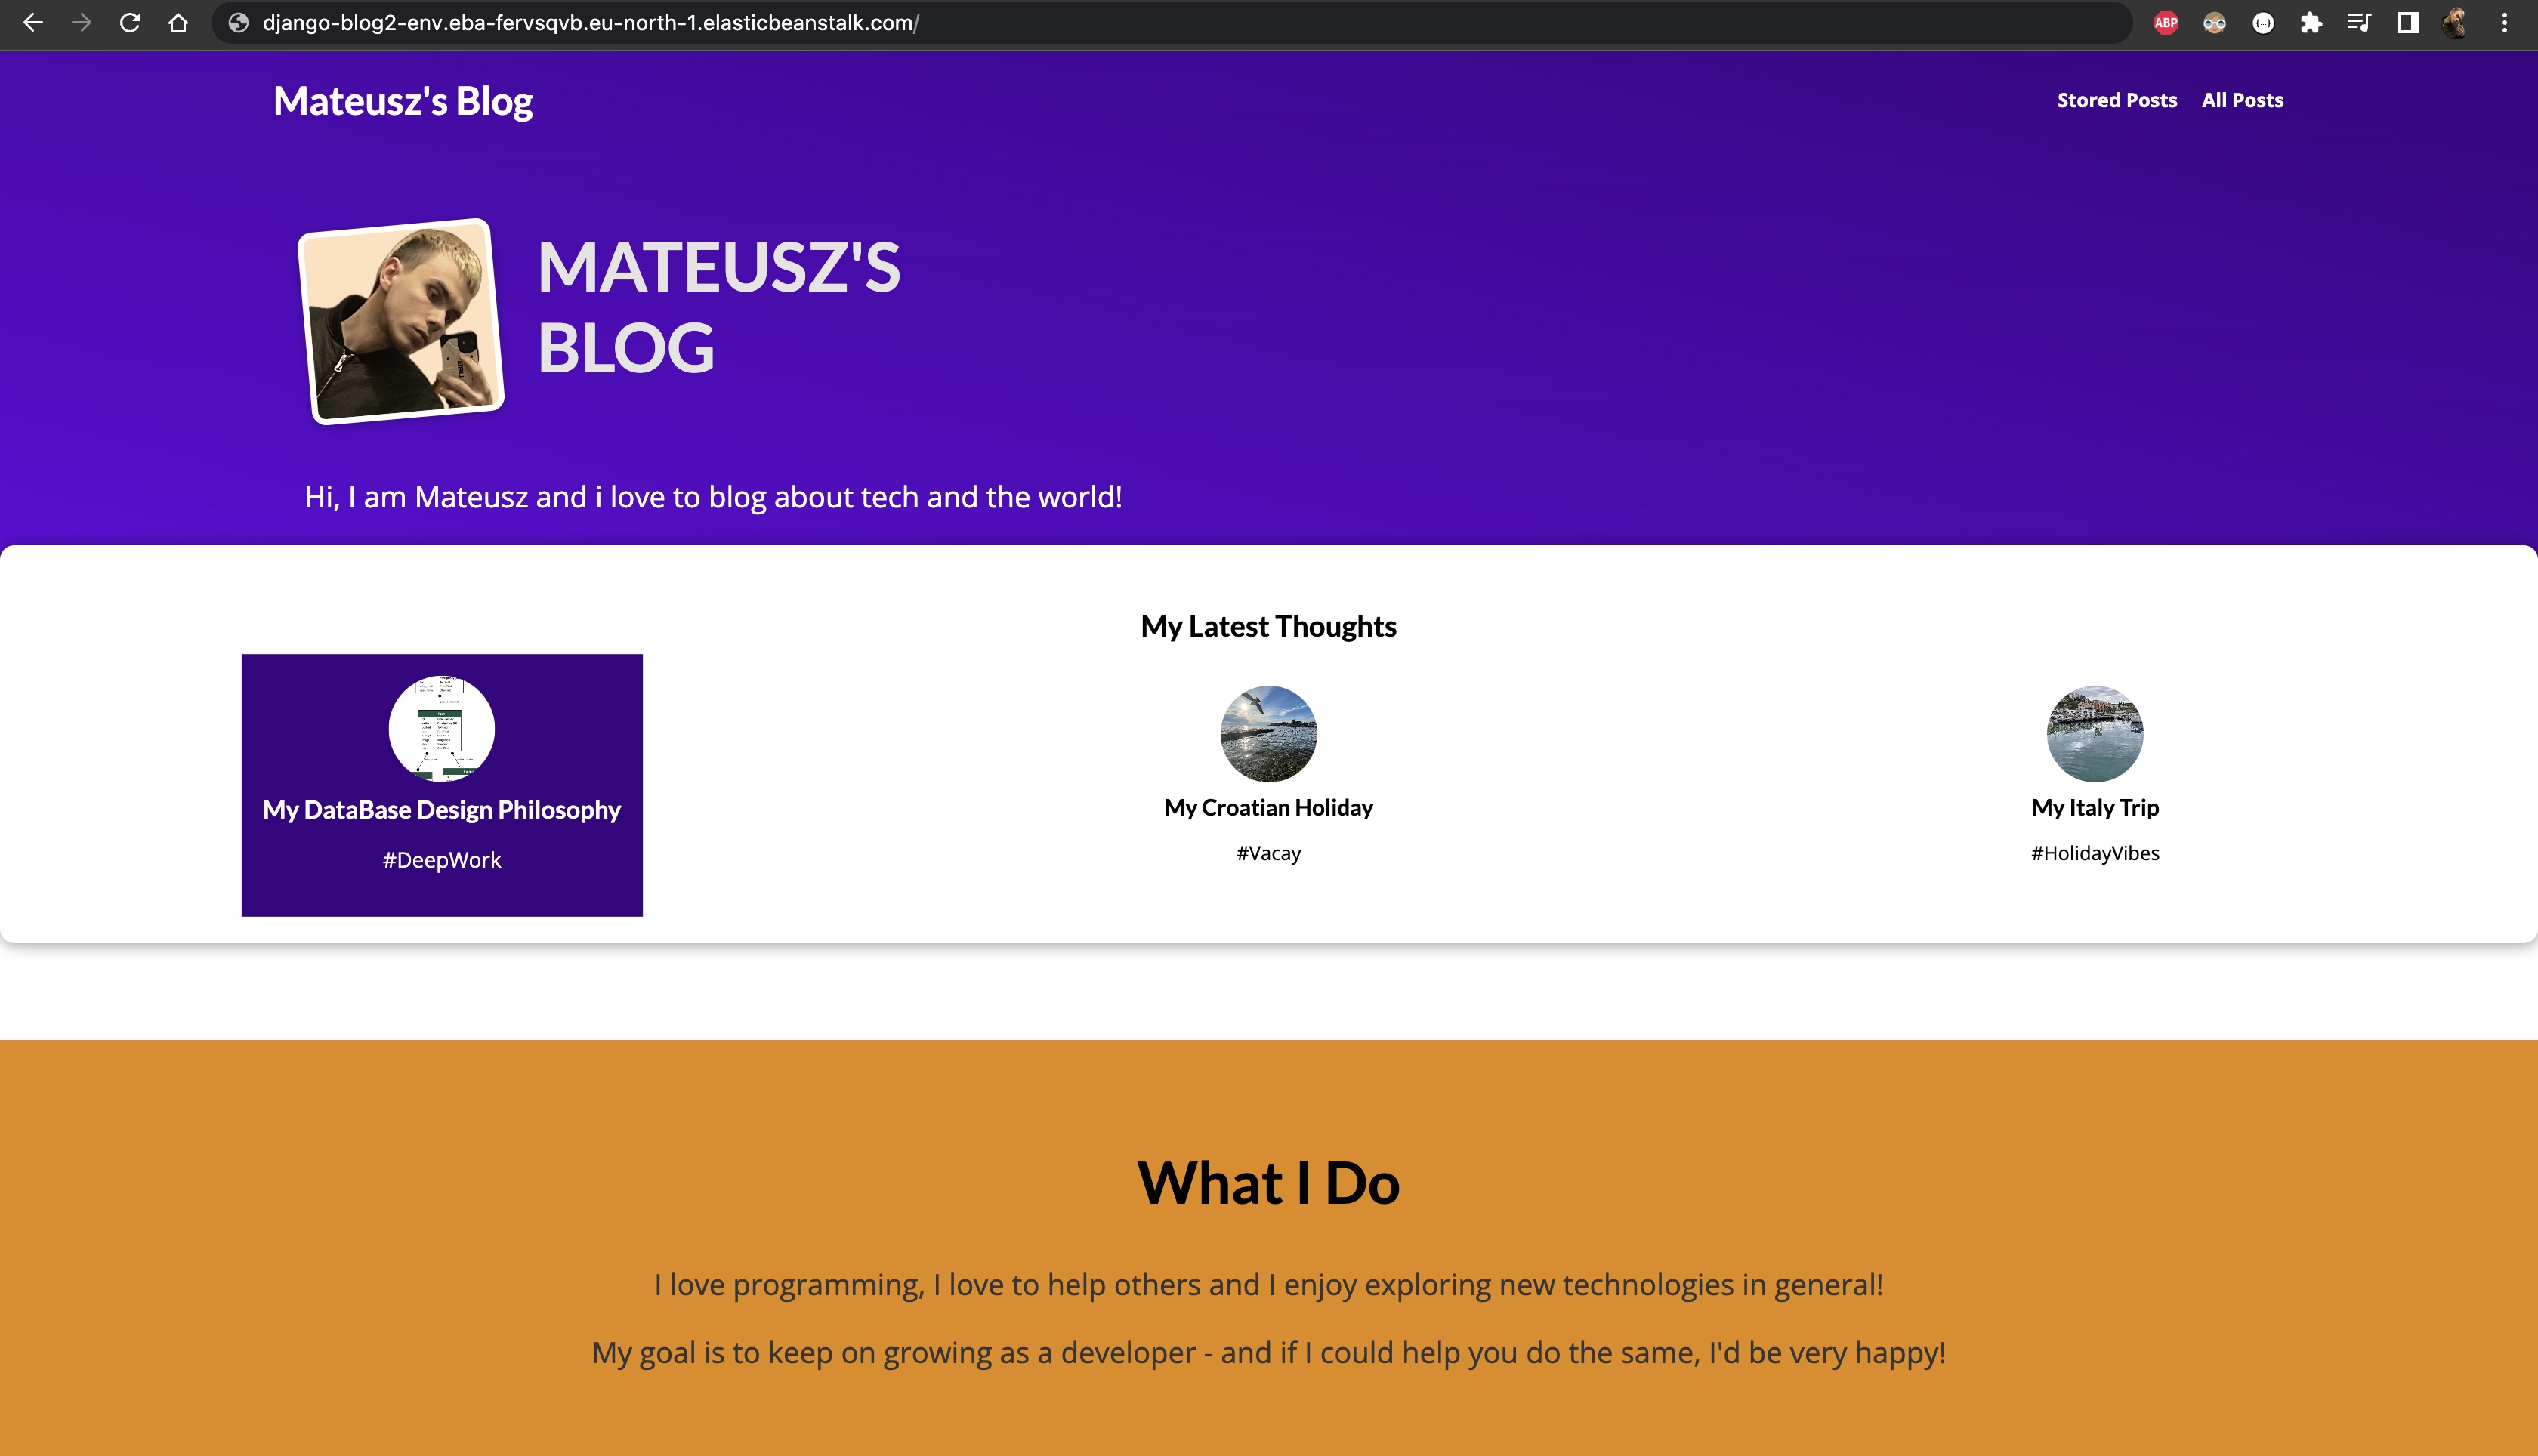 django-blog2-env.eba-fervsqvb.eu-north-1.elasticbeanstalk.com/
ABP
Mateusz's Blog
Stored Posts
All Posts
MATEUSZ'S
BLOG
Hi, I am Mateusz and i love to blog about tech and the world!
My Latest Thoughts
My DataBase Design Philosophy
#DeepWork
My Croatian Holiday
#Vacay
My Italy Trip
#HolidayVibes
What I Do
I love programming, I love to help others and I enjoy exploring new technologies in general!
My goal is to keep on growing as a developer - and if I could help you do the same, I'd be very happy!